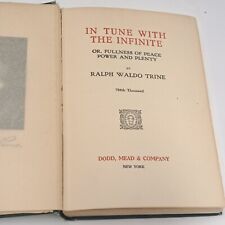 IN TUNE WITH
THE INFINITE
OR, FULLNESS OF PEACE
POWER AND PLENTY
BY
RALPH WALDO TRINE
Thousand
DODD, MEAD & COMPANY
NEW YORK